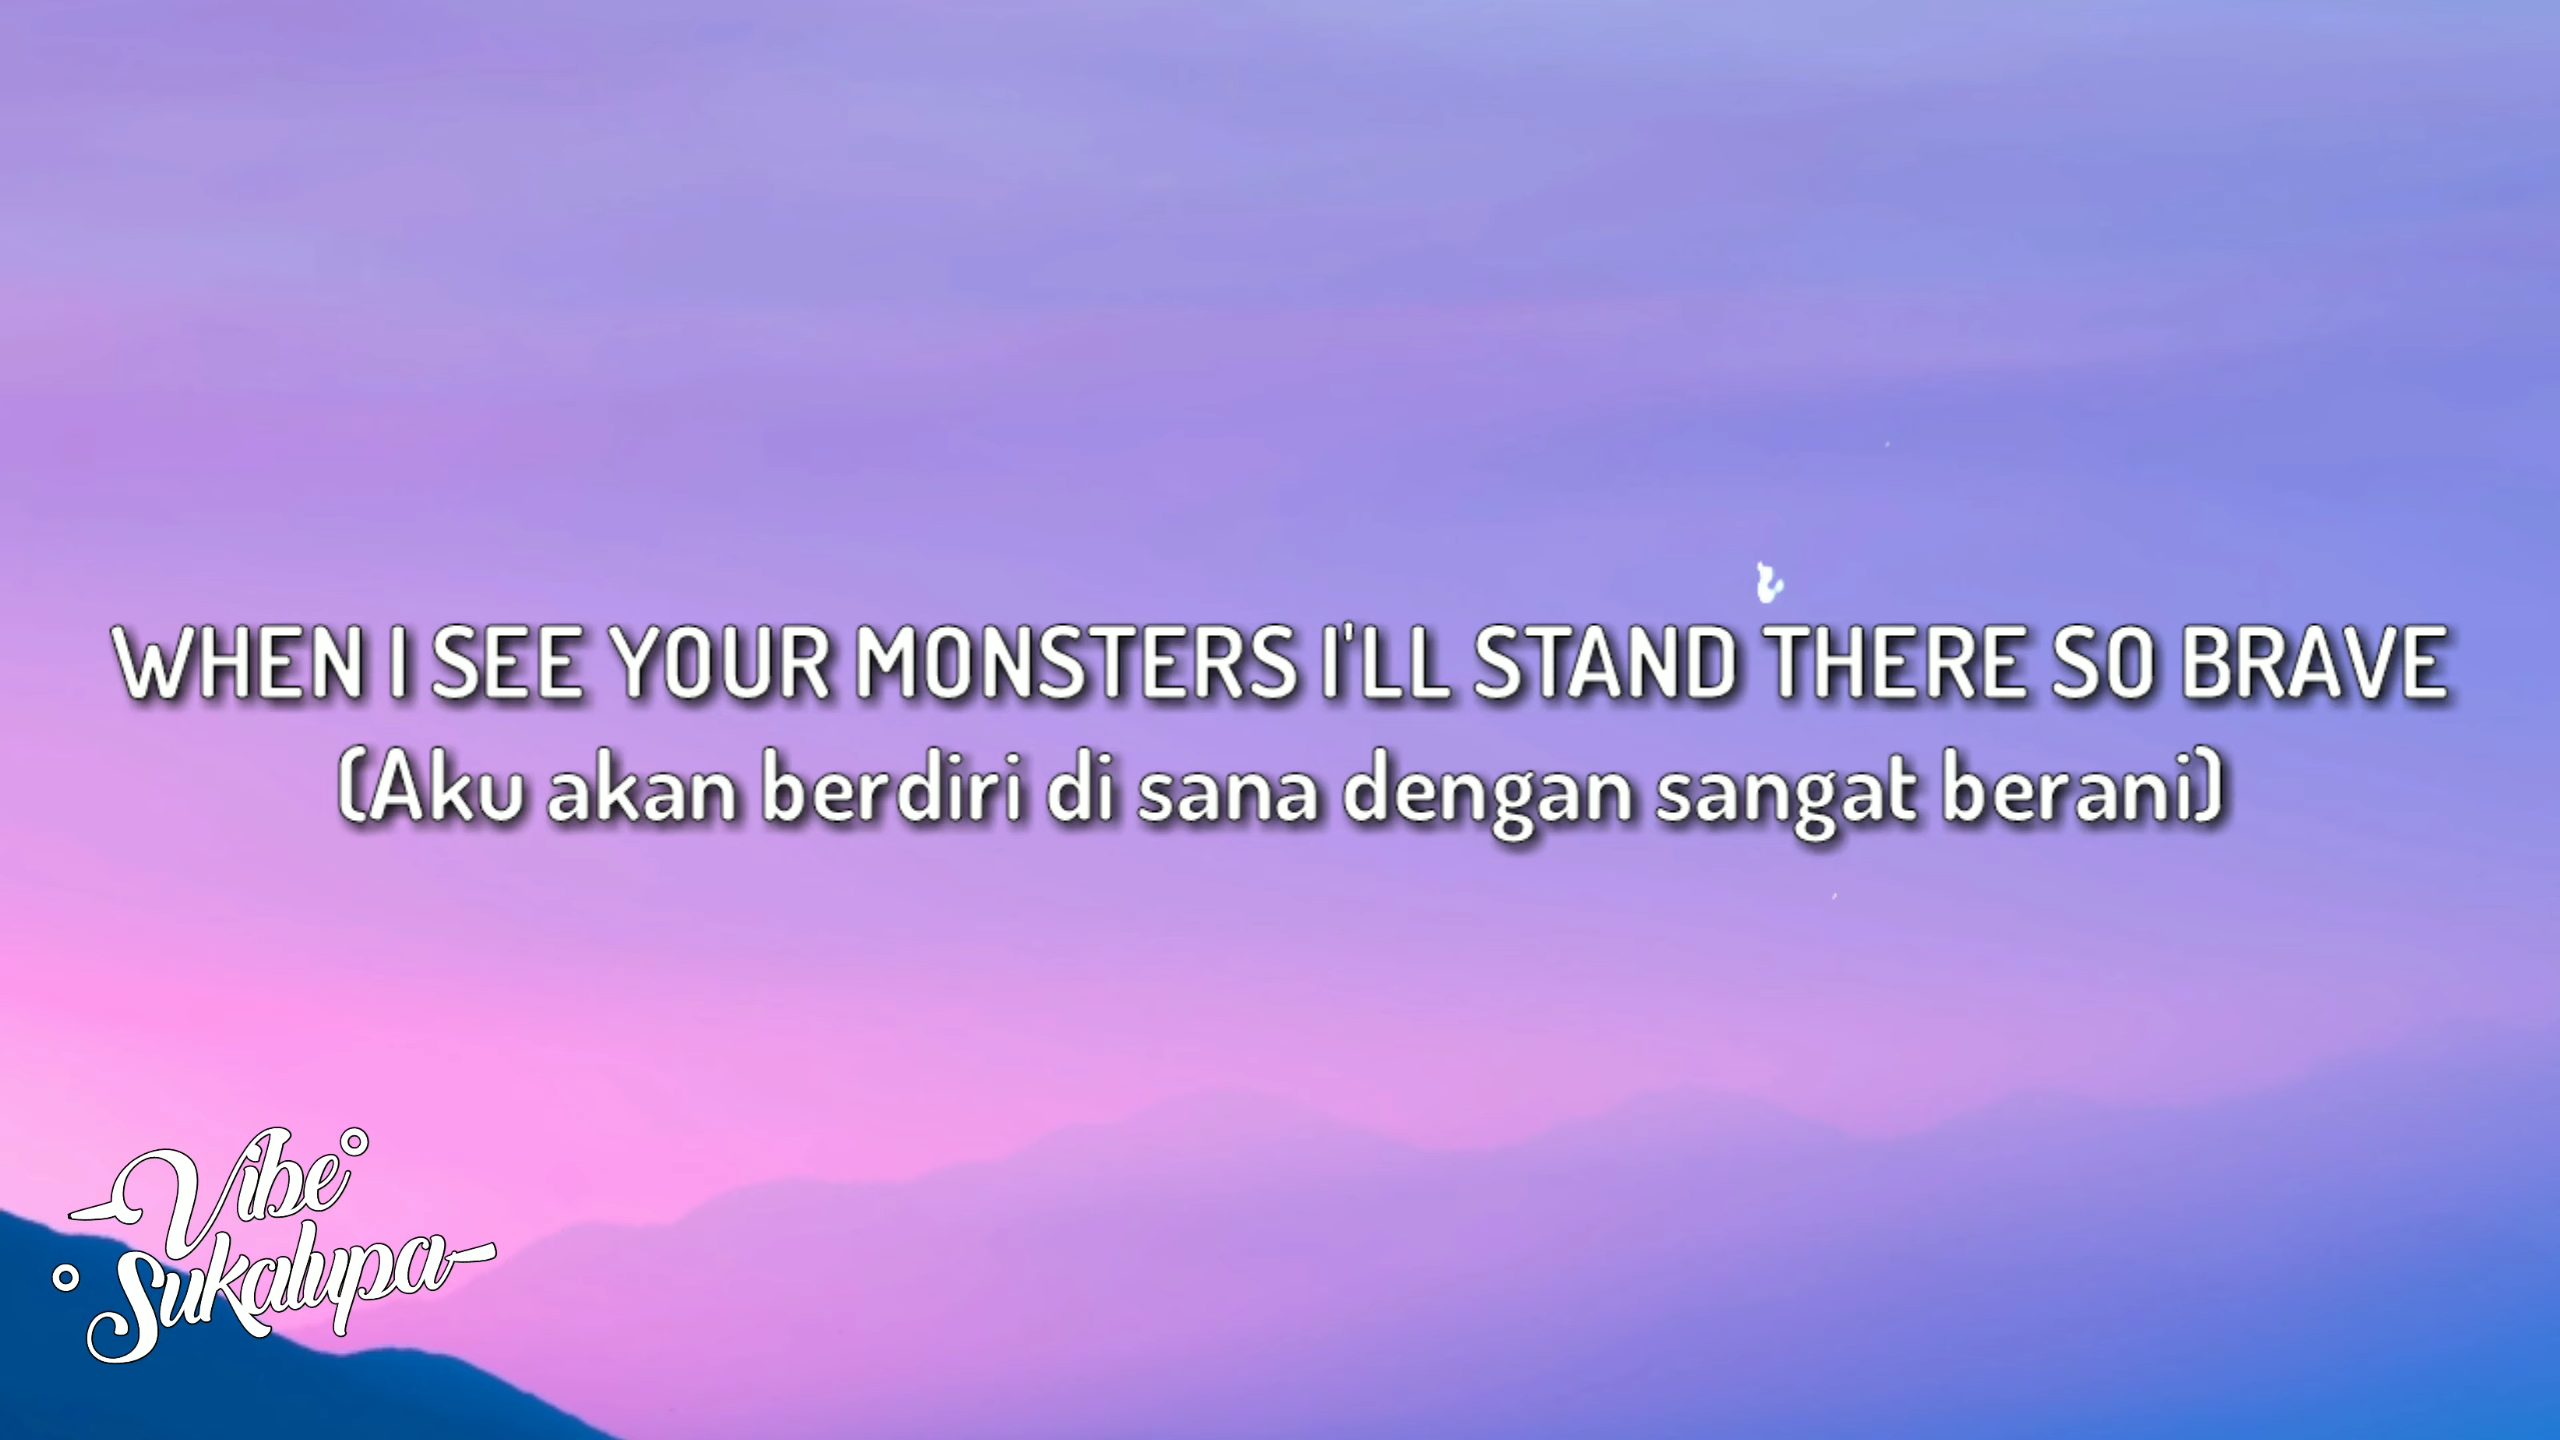 WHEN I SEE YOUR MONSTERS I'LL STAND THERE SO BRAVE
(Aku akan berdiri di sana dengan sangat berani)
Vibe
Sukalupa